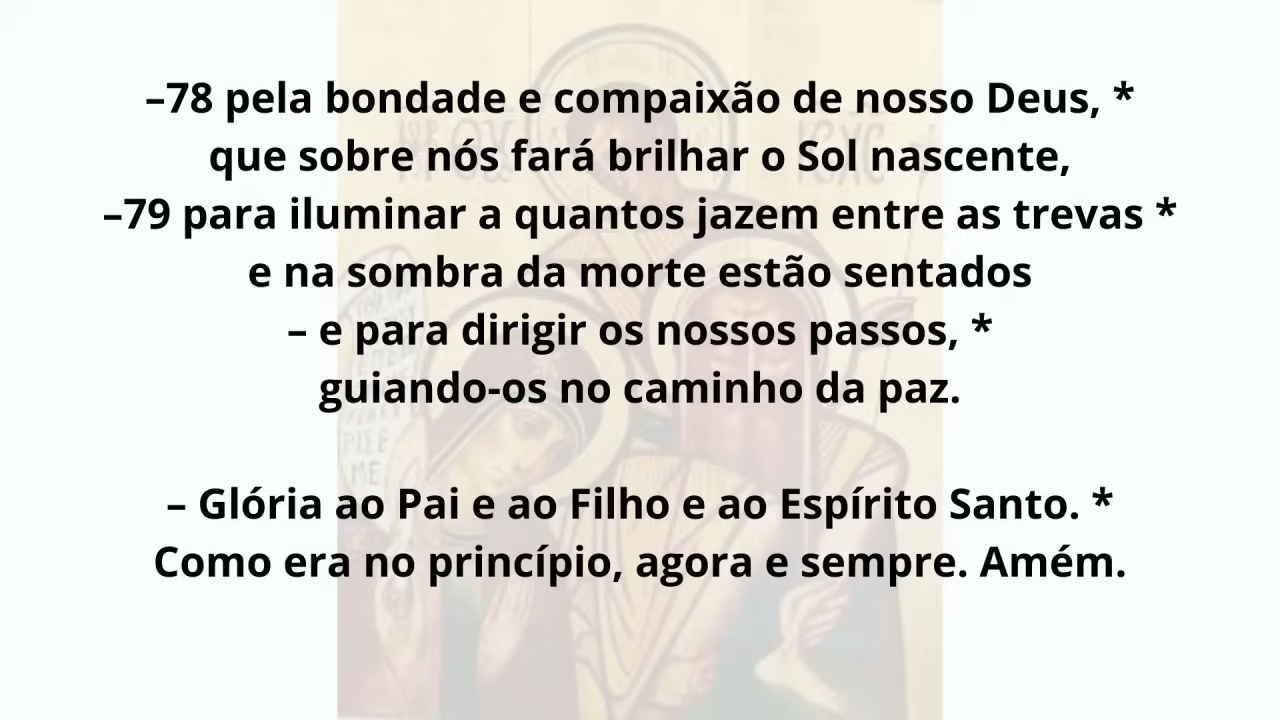 –78 pela bondade e compaixão de nosso Deus, *
que sobre nós fará brilhar o Sol nascente,
–79 para iluminar a quantos jazem entre as trevas *
e na sombra da morte estão sentados
– e para dirigir os nossos passos, *
guiando-os no caminho da paz.
– Glória ao Pai e ao Filho e ao Espírito Santo. *
Como era no princípio, agora e sempre. Amém.